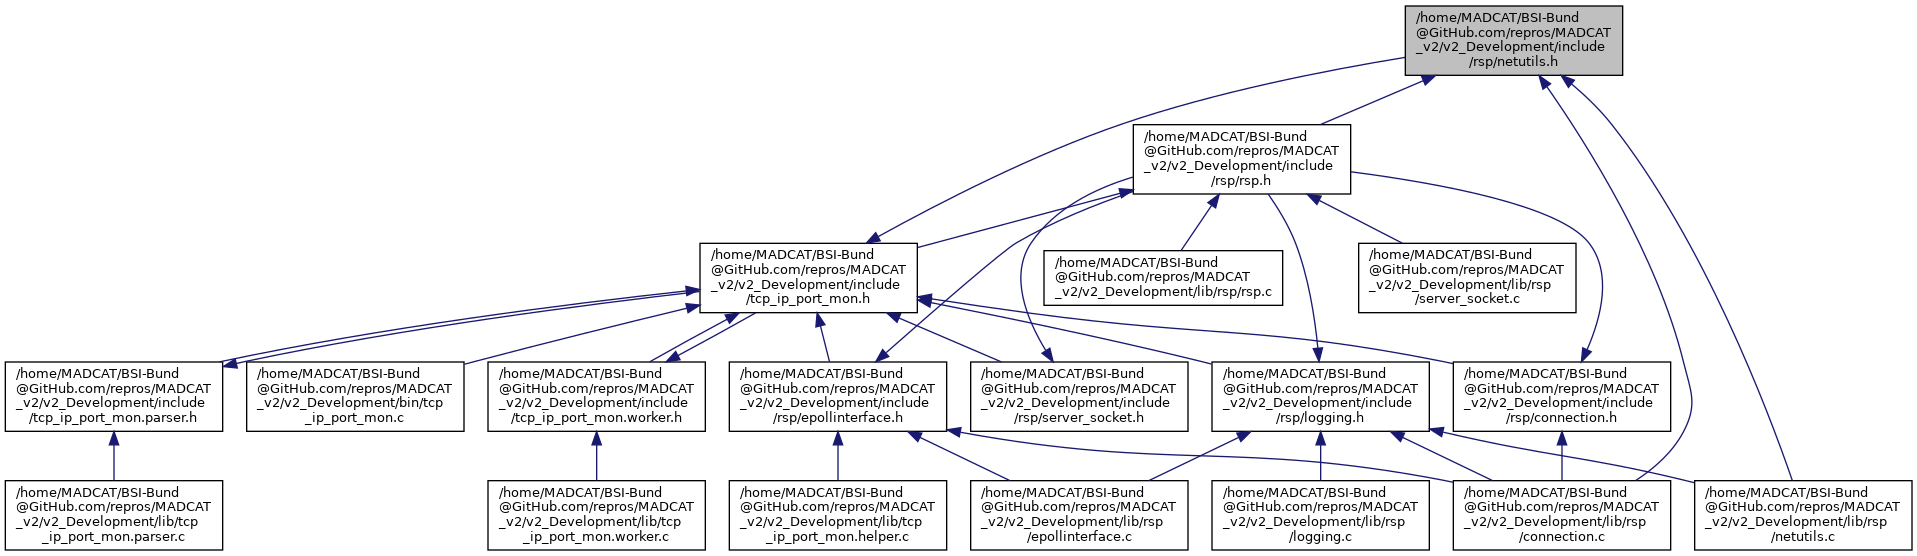 /home/MADCAT/BSI-Bund
@GitHub.com/repros/MADCAT
_v2/v2_Development/include
/rsp/netutils.h
/home/MADCAT/BSI-Bund
@GitHub.com/repros/MADCAT
_v2/v2_Development/include
/rsp/rsp.h
/home/MADCAT/BSI-Bund
@GitHub.com/repros/MADCAT
_v2/v2_Development/include
/tcp_ip_port_mon.h
/home/MADCAT/BSI-Bund
@GitHub.com/repros/MADCAT
_v2/v2_Development/lib/rsp/rsp.c
/home/MADCAT/BSI-Bund
@GitHub.com/repros/MADCAT
_v2/v2_Development/lib/rsp
/server_socket.c
/home/MADCAT/BSI-Bund
@GitHub.com/repros/MADCAT
_v2/v2_Development/include
/tcp_ip_port_mon.parser.h
/home/MADCAT/BSI-Bund
@GitHub.com/repros/MADCAT
_v2/v2_Development/bin/tcp
_ip_port_mon.c
/home/MADCAT/BSI-Bund
@GitHub.com/repros/MADCAT
_v2/v2_Development/include
/tcp_ip_port_mon.worker.h
/home/MADCAT/BSI-Bund
@GitHub.com/repros/MADCAT
_v2/v2_Development/include
/rsp/epollinterface.h
/home/MADCAT/BSI-Bund
@GitHub.com/repros/MADCAT
_v2/v2_Development/include
/rsp/server_socket.h
/home/MADCAT/BSI-Bund
@GitHub.com/repros/MADCAT
_v2/v2_Development/include
/rsp/logging.h
/home/MADCAT/BSI-Bund
@GitHub.com/repros/MADCAT
_v2/v2_Development/include
/rsp/connection.h
/home/MADCAT/BSI-Bund
@GitHub.com/repros/MADCAT
_v2/v2_Development/lib/tcp
_ip_port_mon.parser.c
/home/MADCAT/BSI-Bund
@GitHub.com/repros/MADCAT
_v2/v2_Development/lib/tcp
_ip_port_mon.worker.c
/home/MADCAT/BSI-Bund
@GitHub.com/repros/MADCAT
_v2/v2_Development/lib/tcp
_ip_port_mon.helper.c
/home/MADCAT/BSI-Bund
@GitHub.com/repros/MADCAT
_v2/v2_Development/lib/rsp
/epollinterface.c
/home/MADCAT/BSI-Bund
@GitHub.com/repros/MADCAT
_v2/v2_Development/lib/rsp
/logging.c
/home/MADCAT/BSI-Bund
@GitHub.com/repros/MADCAT
_v2/v2_Development/lib/rsp
/connection.c
/home/MADCAT/BSI-Bund
@GitHub.com/repros/MADCAT
_v2/v2_Development/lib/rsp
/netutils.c